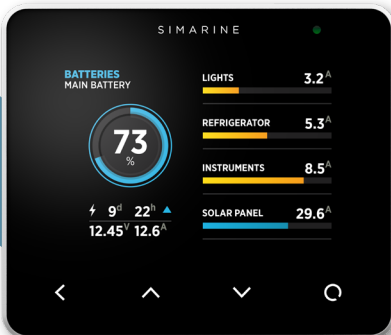 SIMARINE
BATTERIES
MAIN BATTERY
73
%
9d 22h
12.45V 12.6A
LIGHTS 3.2A
REFRIGERATOR 5.3A
INSTRUMENTS 8.5A
SOLAR PANEL 29.6A